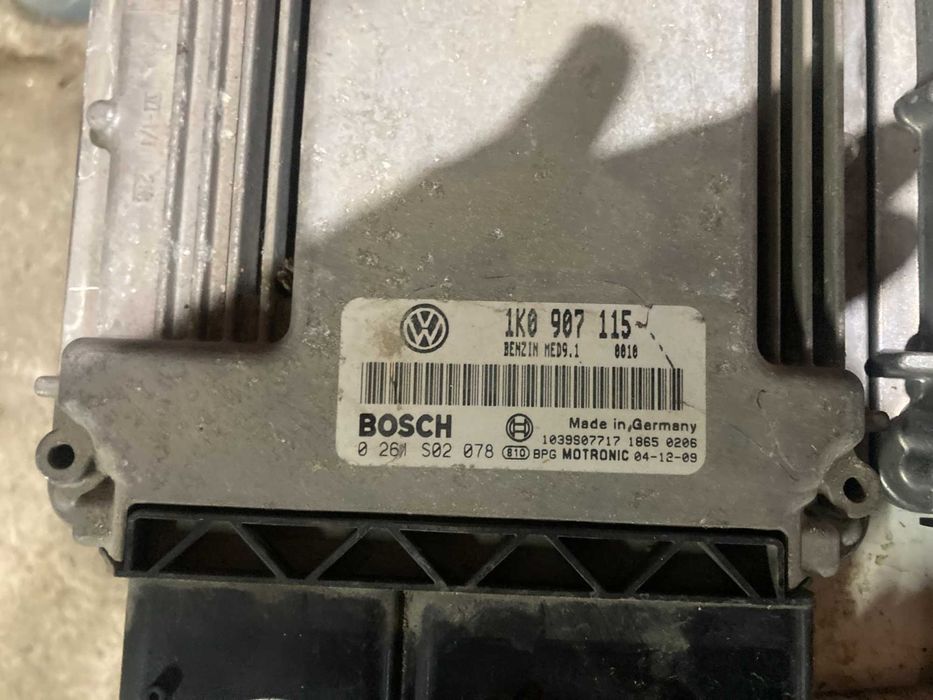 1K0 907 115
BENZIN MED9.1 0010
BOSCH
Made in Germany
1039S07717 1865 0206
0 261 S02 078 810 BPG MOTRONIC 04-12-09